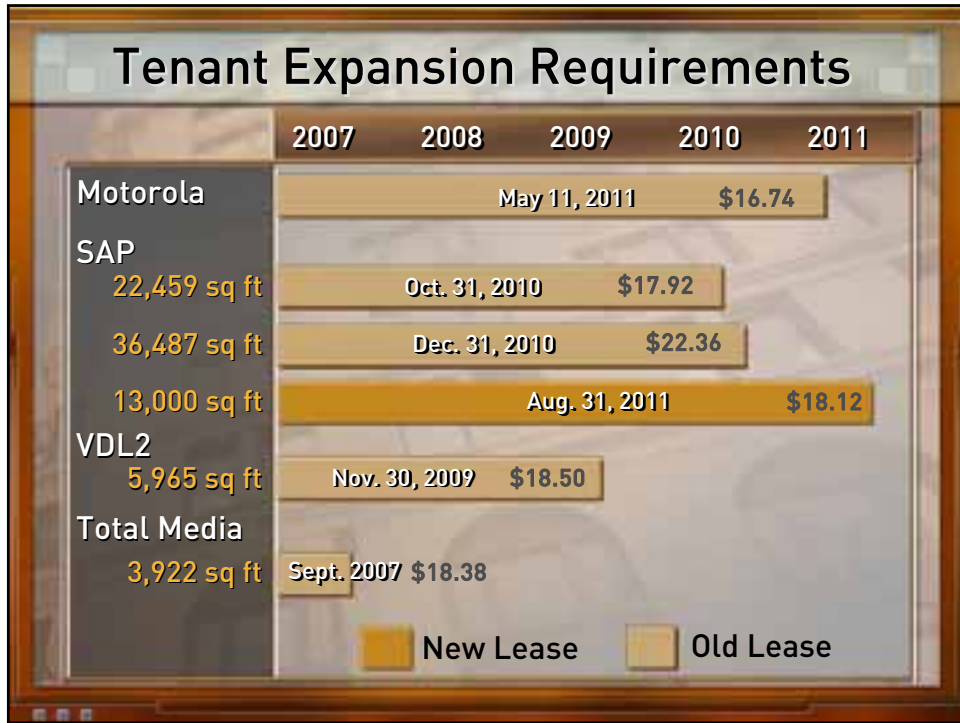 Tenant Expansion Requirements
2007 2008 2009 2010 2011
Motorola
May 11, 2011 $16.74
SAP
22,459 sq ft Oct. 31, 2010 $17.92
36,487 sq ft Dec. 31, 2010 $22.36
13,000 sq ft Aug. 31, 2011 $18.12
VDL2
5,965 sq ft Nov. 30, 2009 $18.50
Total Media
3,922 sq ft Sept. 2007 $18.38
New Lease Old Lease